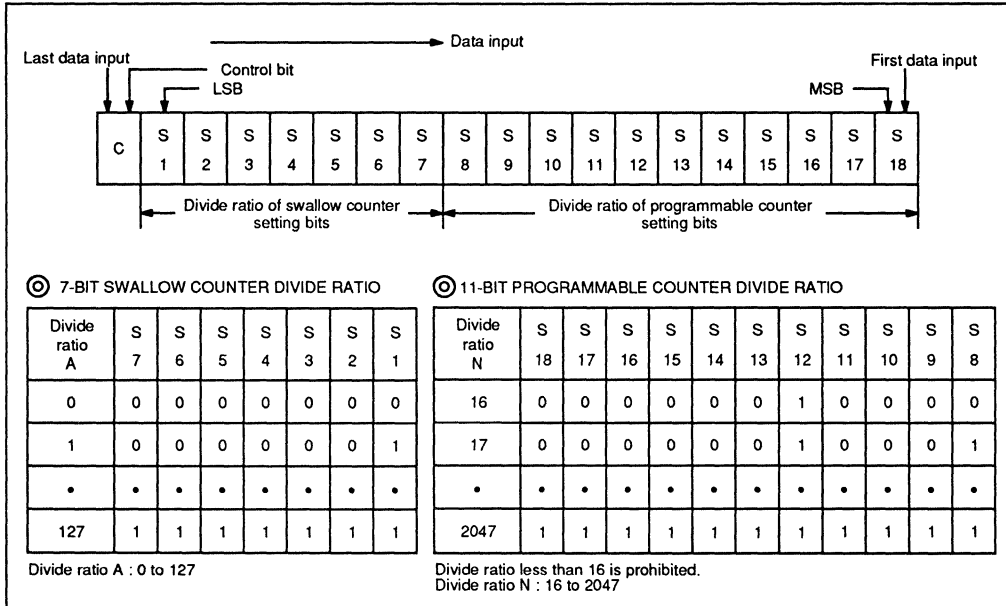 Data input
Last data input
First data input
Control bit
LSB
MSB
C S S S S S S S S S S S S S S S S S S
1 2 3 4 5 6 7 8 9 10 11 12 13 14 15 16 17 18
Divide ratio of swallow counter
setting bits
Divide ratio of programmable counter
setting bits
7-BIT SWALLOW COUNTER DIVIDE RATIO
Divide ratio A S 7 S 6 S 5 S 4 S 3 S 2 S 1
0 0 0 0 0 0 0 0
1 0 0 0 0 0 0 1
• • • • • • • •
127 1 1 1 1 1 1 1
Divide ratio A : 0 to 127
11-BIT PROGRAMMABLE COUNTER DIVIDE RATIO
Divide ratio N S 18 S 17 S 16 S 15 S 14 S 13 S 12 S 11 S 10 S 9 S 8
16 0 0 0 0 0 0 1 0 0 0 0
17 0 0 0 0 0 0 1 0 0 0 1
• • • • • • • • • • • •
2047 1 1 1 1 1 1 1 1 1 1 1
Divide ratio less than 16 is prohibited.
Divide ratio N : 16 to 2047